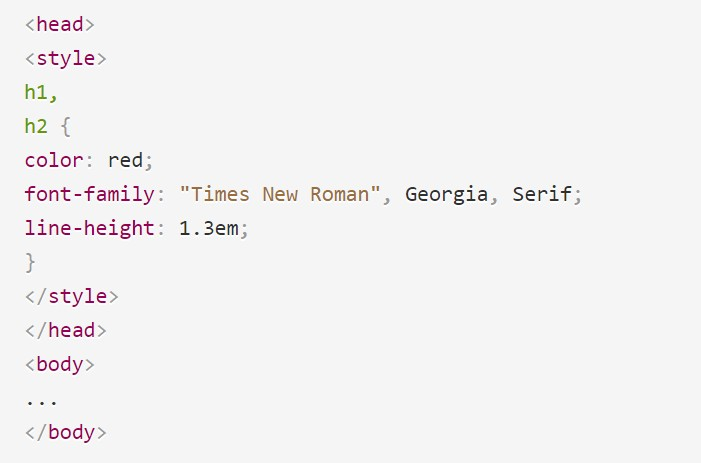 <head>
<style>
h1,
h2 {
color: red;
font-family: "Times New Roman", Georgia, Serif;
line-height: 1.3em;
}
</style>
</head>
<body>
...
</body>